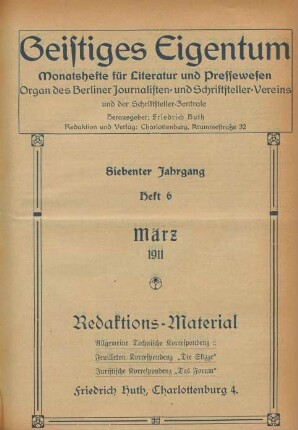 Geistiges Eigentum
Monatshefte für Literatur und Pressewesen
Organ des Berliner Journalisten- und Schriftsteller-Vereins
und der Schriftsteller-Zentrale
Herausgeber: Friedrich Huth
Redaktion und Verlag: Charlottenburg, Krummestraße 32
Siebenter Jahrgang
Heft 6
März
1911
Redaktions-Material
Allgemeine Technische Korrespondenz ::
Feuilleton Korrespondenz „Die Skizze"
Juristische Korrespondenz „Das Forum"
Friedrich Huth, Charlottenburg 4.